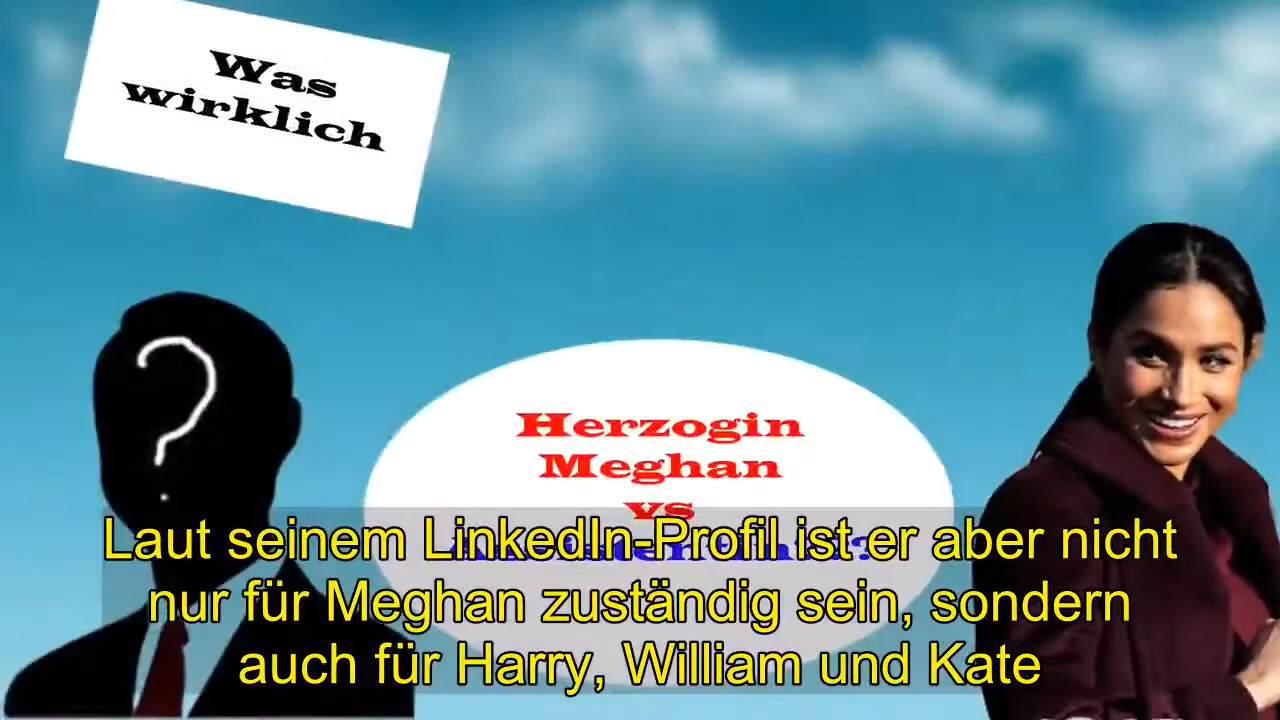 Was
wirklich
Herzogin
Meghan
vs
Laut seinem LinkedIn-Profil ist er aber nicht
nur für Meghan zuständig sein, sondern
auch für Harry, William und Kate